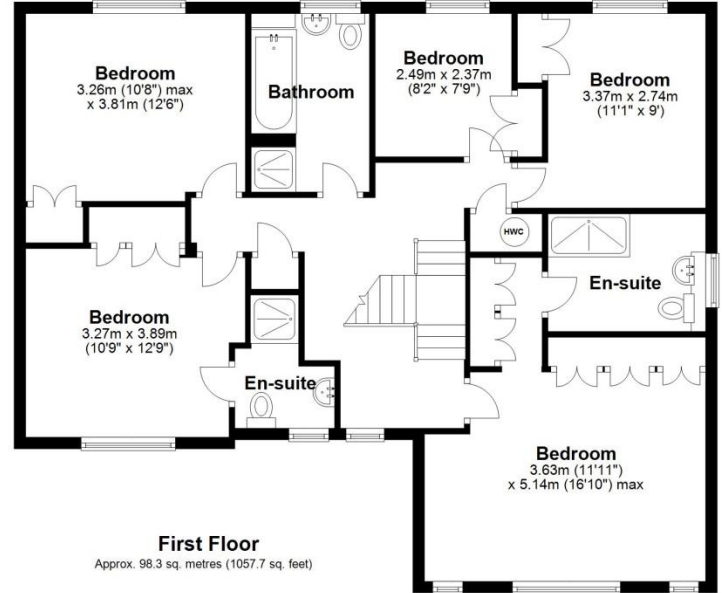 Bedroom
3.26m (10'8") max
x 3.81m (12'6")
Bathroom
Bedroom
2.49m x 2.37m
(8'2" x 7'9")
Bedroom
3.37m x 2.74m
(11'1" x 9')
HWC
En-suite
Bedroom
3.27m x 3.89m
(10'9" x 12'9")
En-suite
Bedroom
3.63m (11'11")
x 5.14m (16'10") max
First Floor
Approx. 98.3 sq. metres (1057.7 sq. feet)